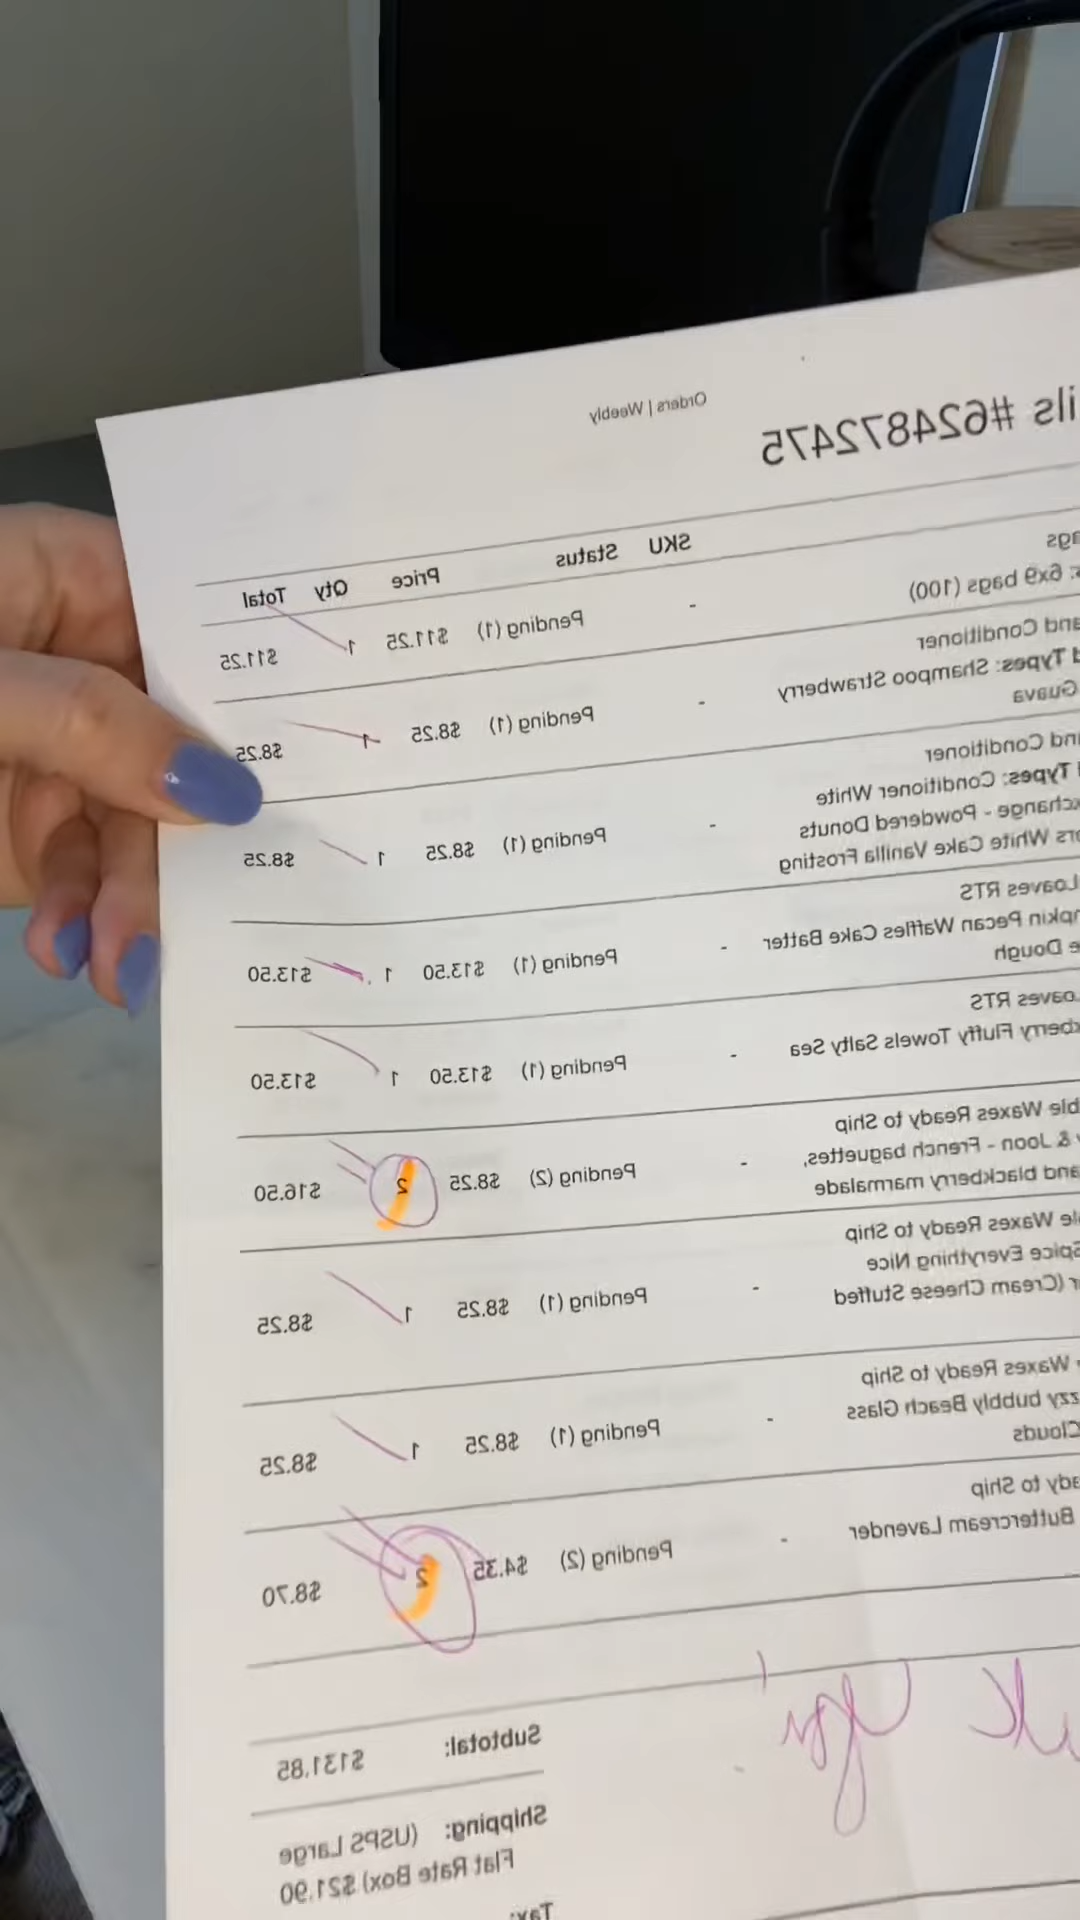 Orders | Weekly
ils #624872475
SKU Status Price Qty Total
ags
: 6x9 bags (100) - Pending (1) $11.25 1 $11.25
and Conditioner
d Types: Shampoo Strawberry - Pending (1) $8.25 1 $8.25
Guava
and Conditioner
Types: Conditioner White
xchange - Powdered Donuts - Pending (1) $8.25 1 $8.25
rs White Cake Vanilla Frosting
Loaves RTS
mpkin Pecan Waffles Cake Batter - Pending (1) $13.50 1 $13.50
e Dough
oaves RTS
kberry Fluffy Towels Salty Sea - Pending (1) $13.50 1 $13.50
ble Waxes Ready to Ship
& Joon - French baguettes, - Pending (2) $8.25 2 $16.50
and blackberry marmalade
le Waxes Ready to Ship
Spice Everything Nice
r (Cream Cheese Stuffed - Pending (1) $8.25 1 $8.25
Waxes Ready to Ship
zzy bubbly Beach Glass - Pending (1) $8.25 1 $8.25
Clouds
ady to Ship
Buttercream Lavender - Pending (2) $4.35 2 $8.70
Subtotal: $131.85
Shipping: (USPS Large
Flat Rate Box) $21.90
Tax: